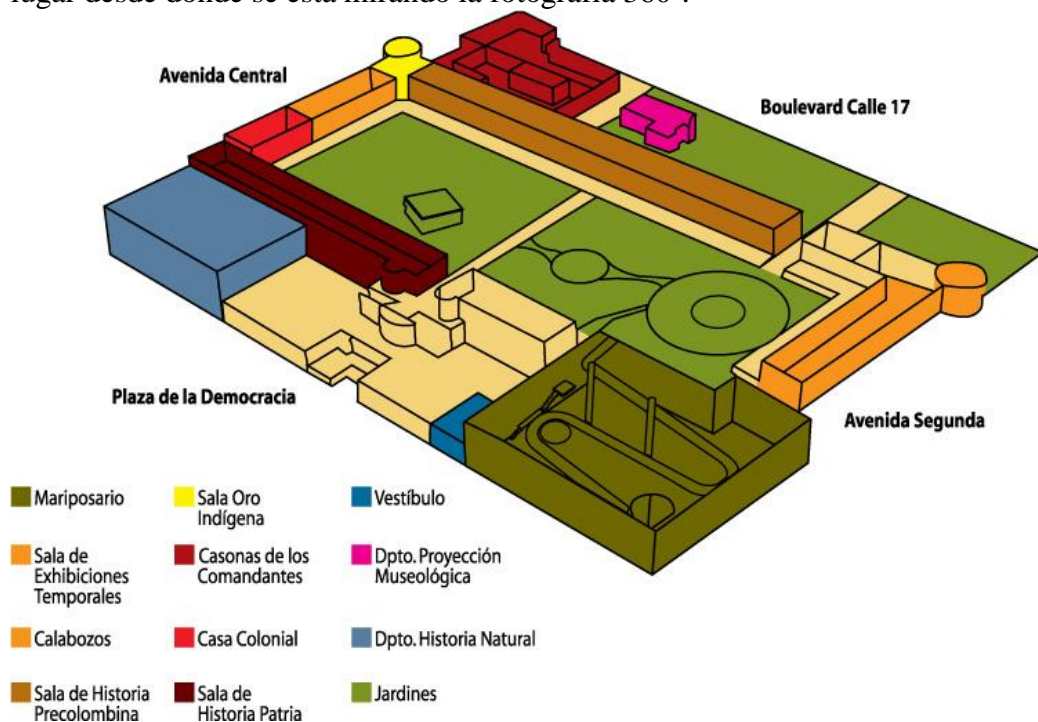 lugar desde donde se está mirando la fotografía 360°.
Avenida Central
Boulevard Calle 17
Plaza de la Democracia
Avenida Segunda
Mariposario
Sala de
Exhibiciones
Temporales
Calabozos
Sala de Historia
Precolombina
Sala Oro
Indígena
Casonas de los
Comandantes
Casa Colonial
Sala de
Historia Patria
Vestíbulo
Dpto. Proyección
Museológica
Dpto. Historia Natural
Jardines